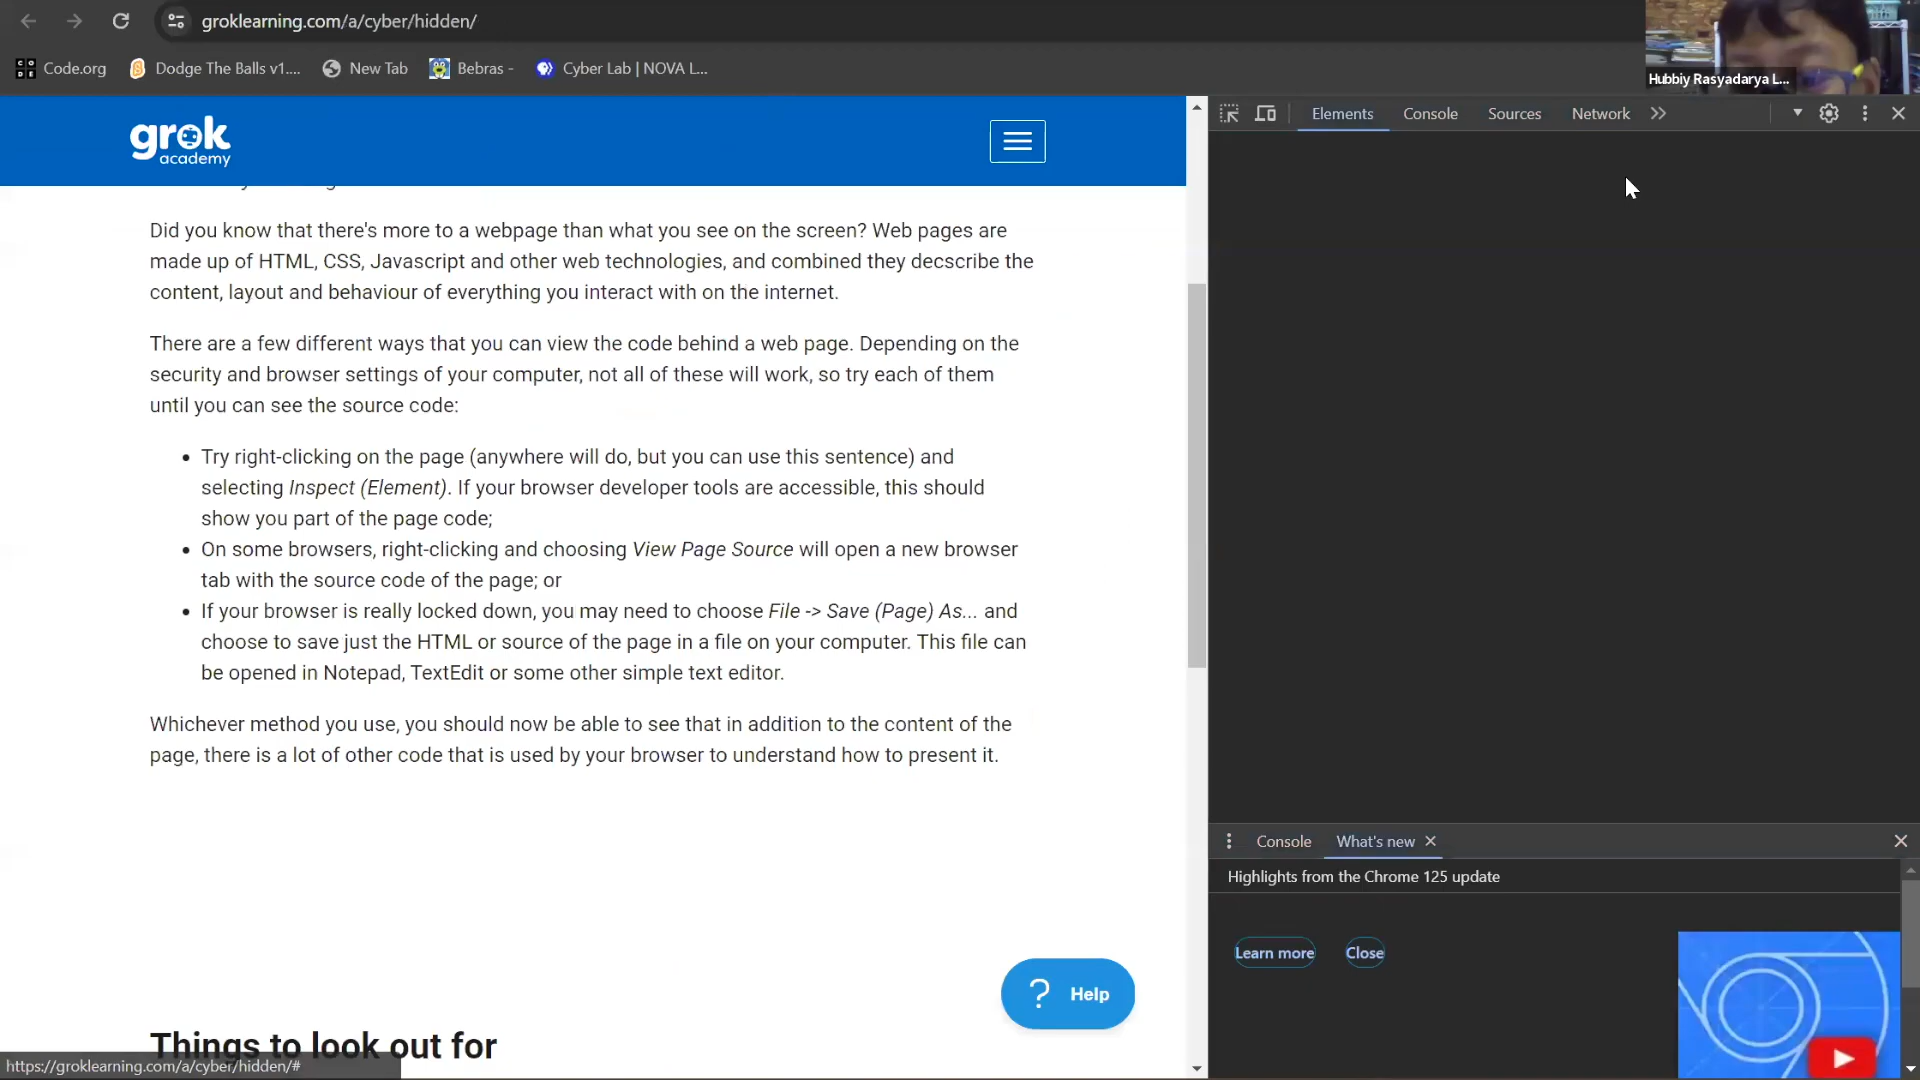 groklearning.com/a/cyber/hidden/
Code.org
Dodge The Balls v1....
New Tab
Bebras -
Cyber Lab | NOVA L...
Hubbiy Rasyadarya L...
grok
academy
Elements
Console
Sources
Network
Did you know that there's more to a webpage than what you see on the screen? Web pages are
made up of HTML, CSS, Javascript and other web technologies, and combined they decscribe the
content, layout and behaviour of everything you interact with on the internet.
There are a few different ways that you can view the code behind a web page. Depending on the
security and browser settings of your computer, not all of these will work, so try each of them
until you can see the source code:
• Try right-clicking on the page (anywhere will do, but you can use this sentence) and
selecting Inspect (Element). If your browser developer tools are accessible, this should
show you part of the page code;
• On some browsers, right-clicking and choosing View Page Source will open a new browser
tab with the source code of the page; or
• If your browser is really locked down, you may need to choose File -> Save (Page) As... and
choose to save just the HTML or source of the page in a file on your computer. This file can
be opened in Notepad, TextEdit or some other simple text editor.
Whichever method you use, you should now be able to see that in addition to the content of the
page, there is a lot of other code that is used by your browser to understand how to present it.
? Help
Things to look out for
https://groklearning.com/a/cyber/hidden/#
Console
What's new
Highlights from the Chrome 125 update
Learn more
Close